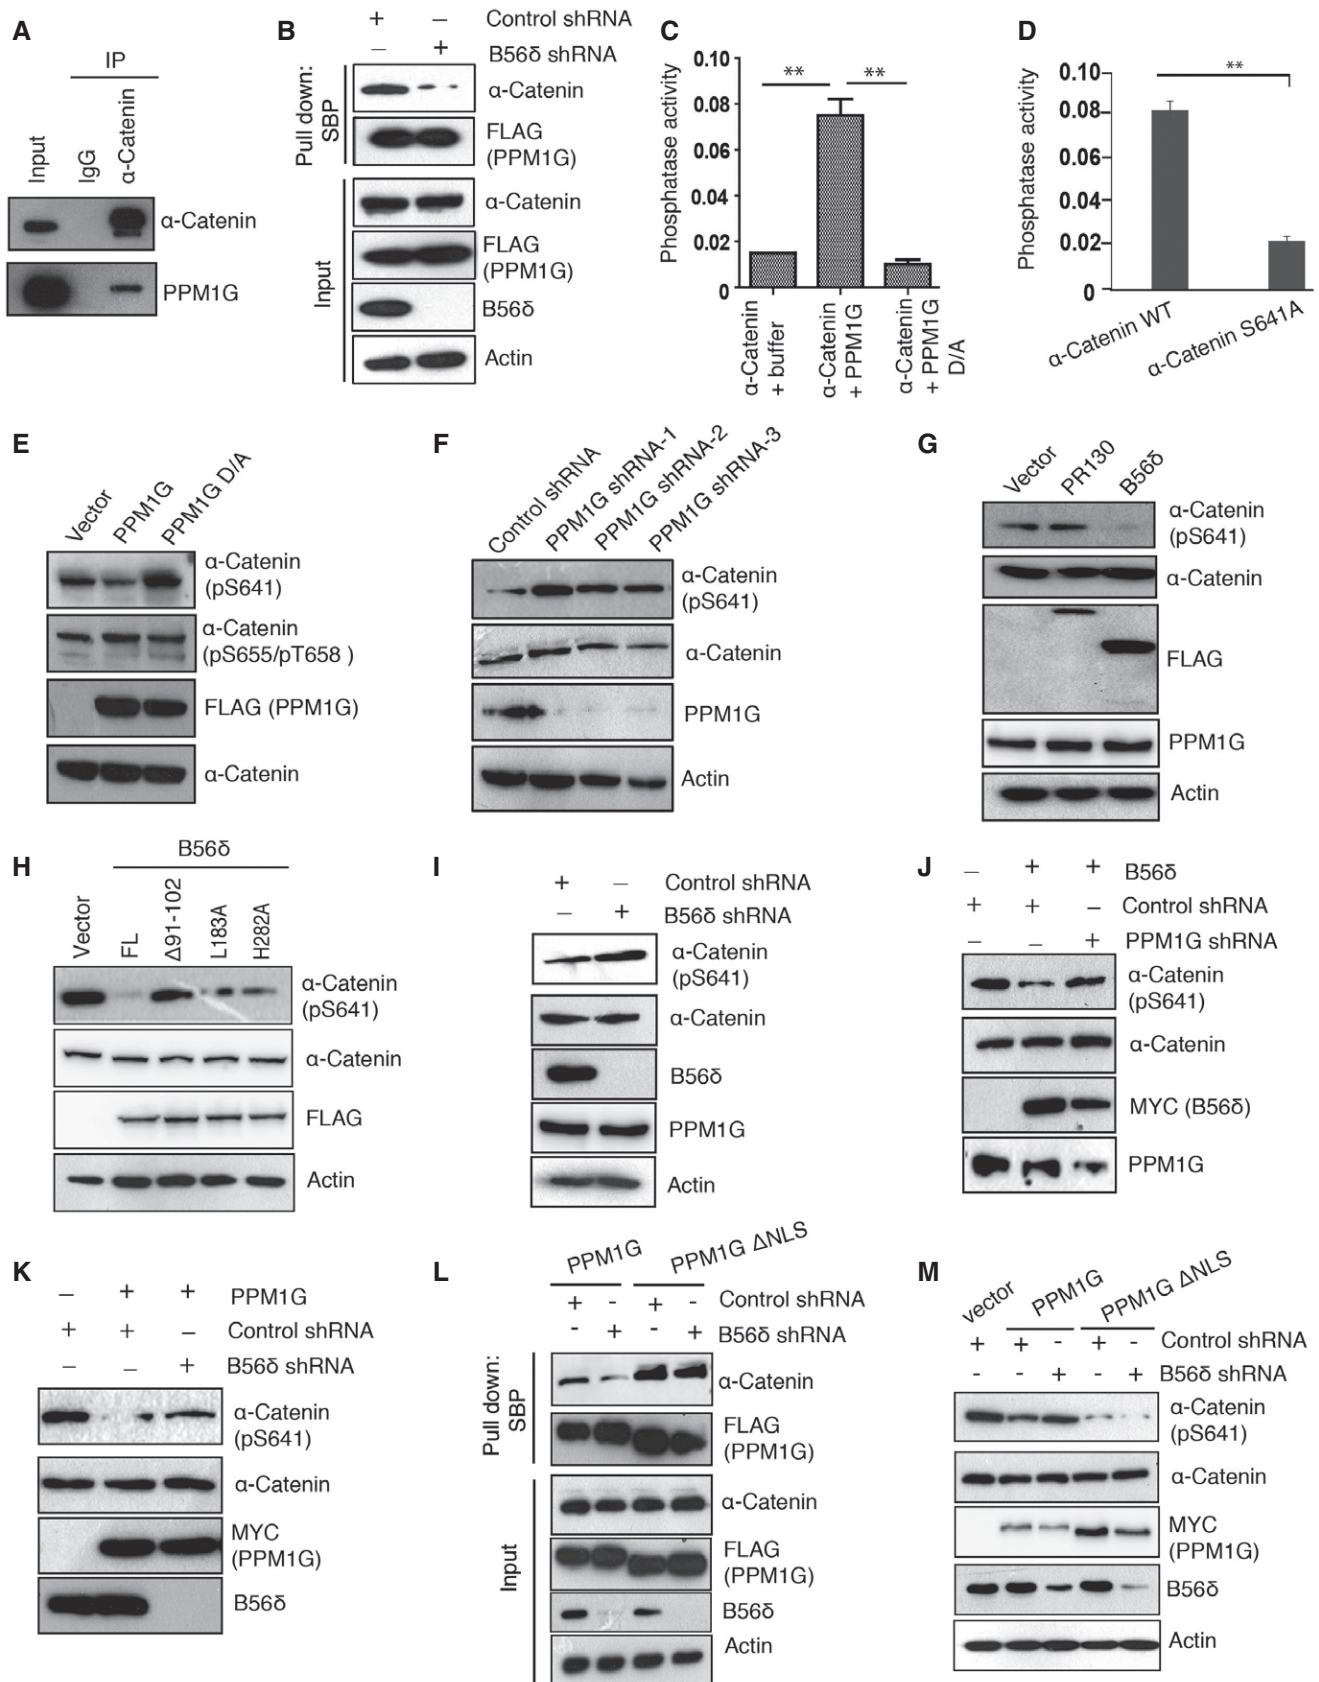 A
IP
Input
IgG
α-Catenin
α-Catenin
PPM1G
B
+ – Control shRNA
– + B56δ shRNA
Pull down:
SBP
α-Catenin
FLAG
(PPM1G)
Input
α-Catenin
FLAG
(PPM1G)
B56δ
Actin
C
Phosphatase activity
0.10
0.08
0.06
0.04
0.02
0
**
**
α-Catenin
+ buffer
α-Catenin
+ PPM1G
α-Catenin
+ PPM1G
D/A
D
Phosphatase activity
0.10
0.08
0.06
0.04
0.02
0
**
α-Catenin WT
α-Catenin S641A
E
Vector
PPM1G
PPM1G D/A
α-Catenin
(pS641)
α-Catenin
(pS655/pT658 )
FLAG (PPM1G)
α-Catenin
F
Control shRNA
PPM1G shRNA-1
PPM1G shRNA-2
PPM1G shRNA-3
α-Catenin
(pS641)
α-Catenin
PPM1G
Actin
G
Vector
PR130
B56δ
α-Catenin
(pS641)
α-Catenin
FLAG
PPM1G
Actin
H
B56δ
Vector
FL
Δ91-102
L183A
H282A
α-Catenin
(pS641)
α-Catenin
FLAG
Actin
I
+ – Control shRNA
– + B56δ shRNA
α-Catenin
(pS641)
α-Catenin
B56δ
PPM1G
Actin
J
– + + B56δ
+ + – Control shRNA
– – + PPM1G shRNA
α-Catenin
(pS641)
α-Catenin
MYC (B56δ)
PPM1G
K
– + + PPM1G
+ + – Control shRNA
– – + B56δ shRNA
α-Catenin
(pS641)
α-Catenin
MYC
(PPM1G)
B56δ
L
PPM1G
PPM1G ΔNLS
+ - + - Control shRNA
- + - + B56δ shRNA
Pull down:
SBP
α-Catenin
FLAG
(PPM1G)
Input
α-Catenin
FLAG
(PPM1G)
B56δ
Actin
M
vector
PPM1G
PPM1G ΔNLS
+ + - + - Control shRNA
- - + - + B56δ shRNA
α-Catenin
(pS641)
α-Catenin
MYC
(PPM1G)
B56δ
Actin